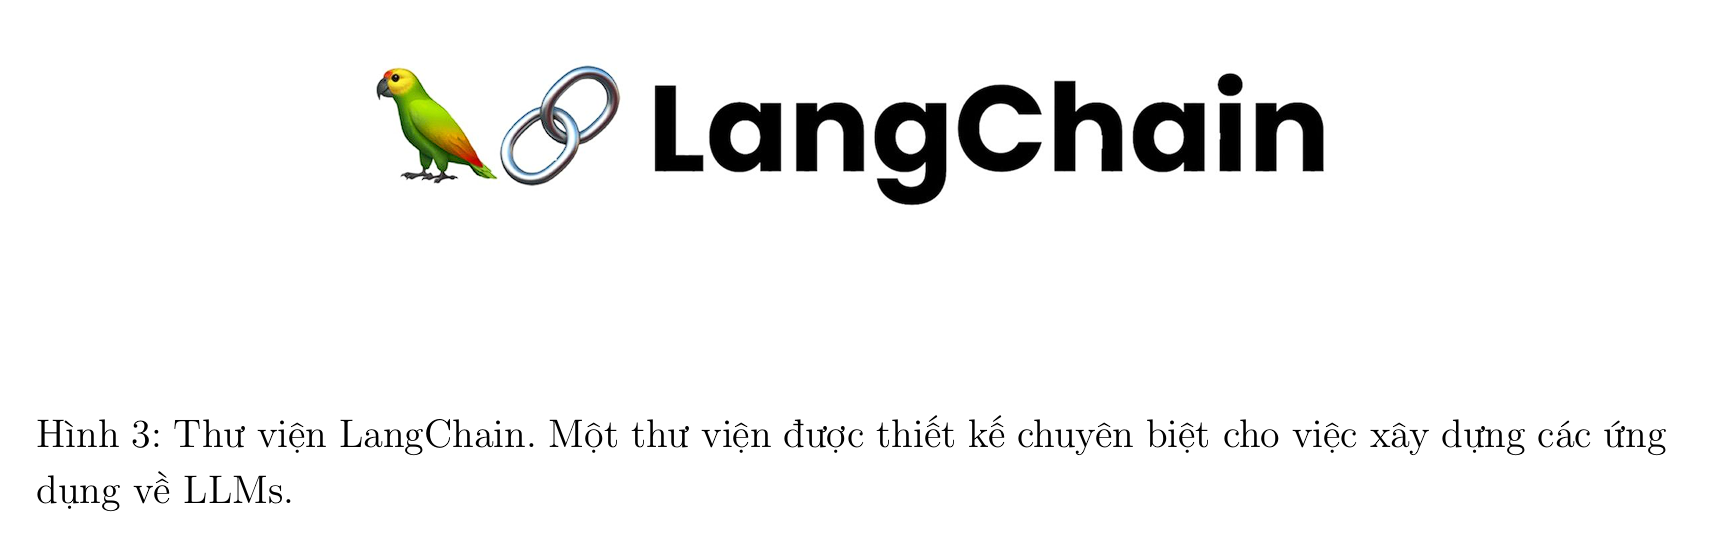 LangChain
Hình 3: Thư viện LangChain. Một thư viện được thiết kế chuyên biệt cho việc xây dựng các ứng
dụng về LLMs.